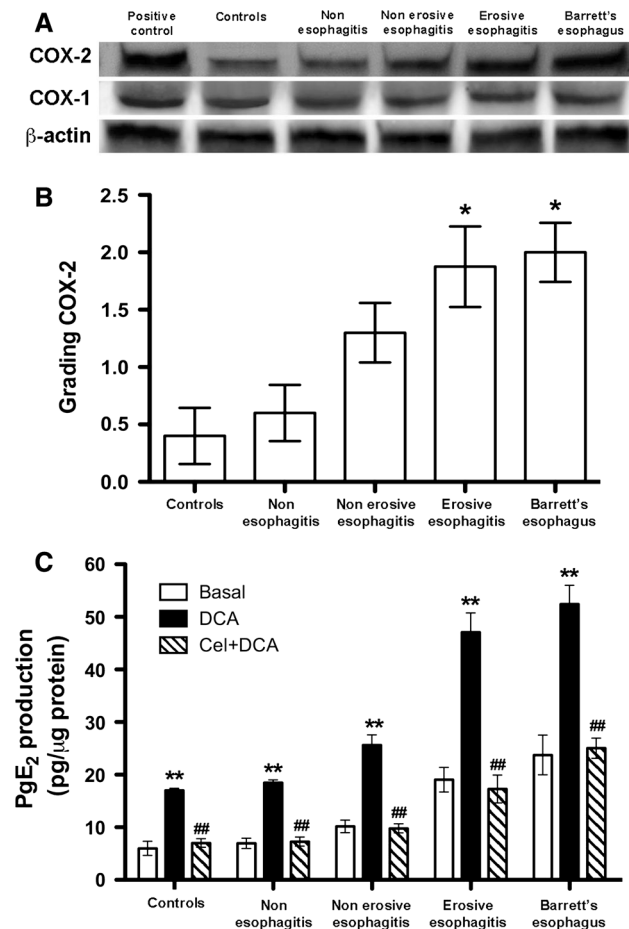 A
Positive control
Controls
Non esophagitis
Non erosive esophagitis
Erosive esophagitis
Barrett's esophagus
COX-2
COX-1
β-actin
B
Grading COX-2
2.5
2.0
1.5
1.0
0.5
0.0
*
*
Controls
Non esophagitis
Non erosive esophagitis
Erosive esophagitis
Barrett's esophagus
C
PgE₂ production
(pg/µg protein)
60
50
40
30
20
10
0
Basal
DCA
Cel+DCA
**
##
**
##
**
##
**
##
**
##
Controls
Non esophagitis
Non erosive esophagitis
Erosive esophagitis
Barrett's esophagus